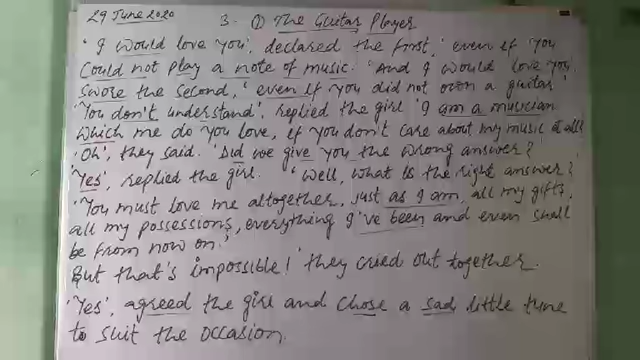 29 June 2020 3. ① The Guitar Player
'I would love you', declared the first, 'even if you
could not play a note of music. 'And I would love you,
swore the second, 'even if you did not own a guitar'
'You don't understand', replied the girl 'I am a musician
which me do you love, if you don't care about my music at all?
'Oh', they said. 'Did we give you the wrong answer?
'Yes', replied the girl. 'Well, what is the right answer?
'You must love me altogether, just as I am, all my gifts,
all my possessions, everything I've been and even shall
be from now on.'
But that's impossible! they cried out together.
'Yes', agreed the girl and chose a sad little tune
to suit the occasion.